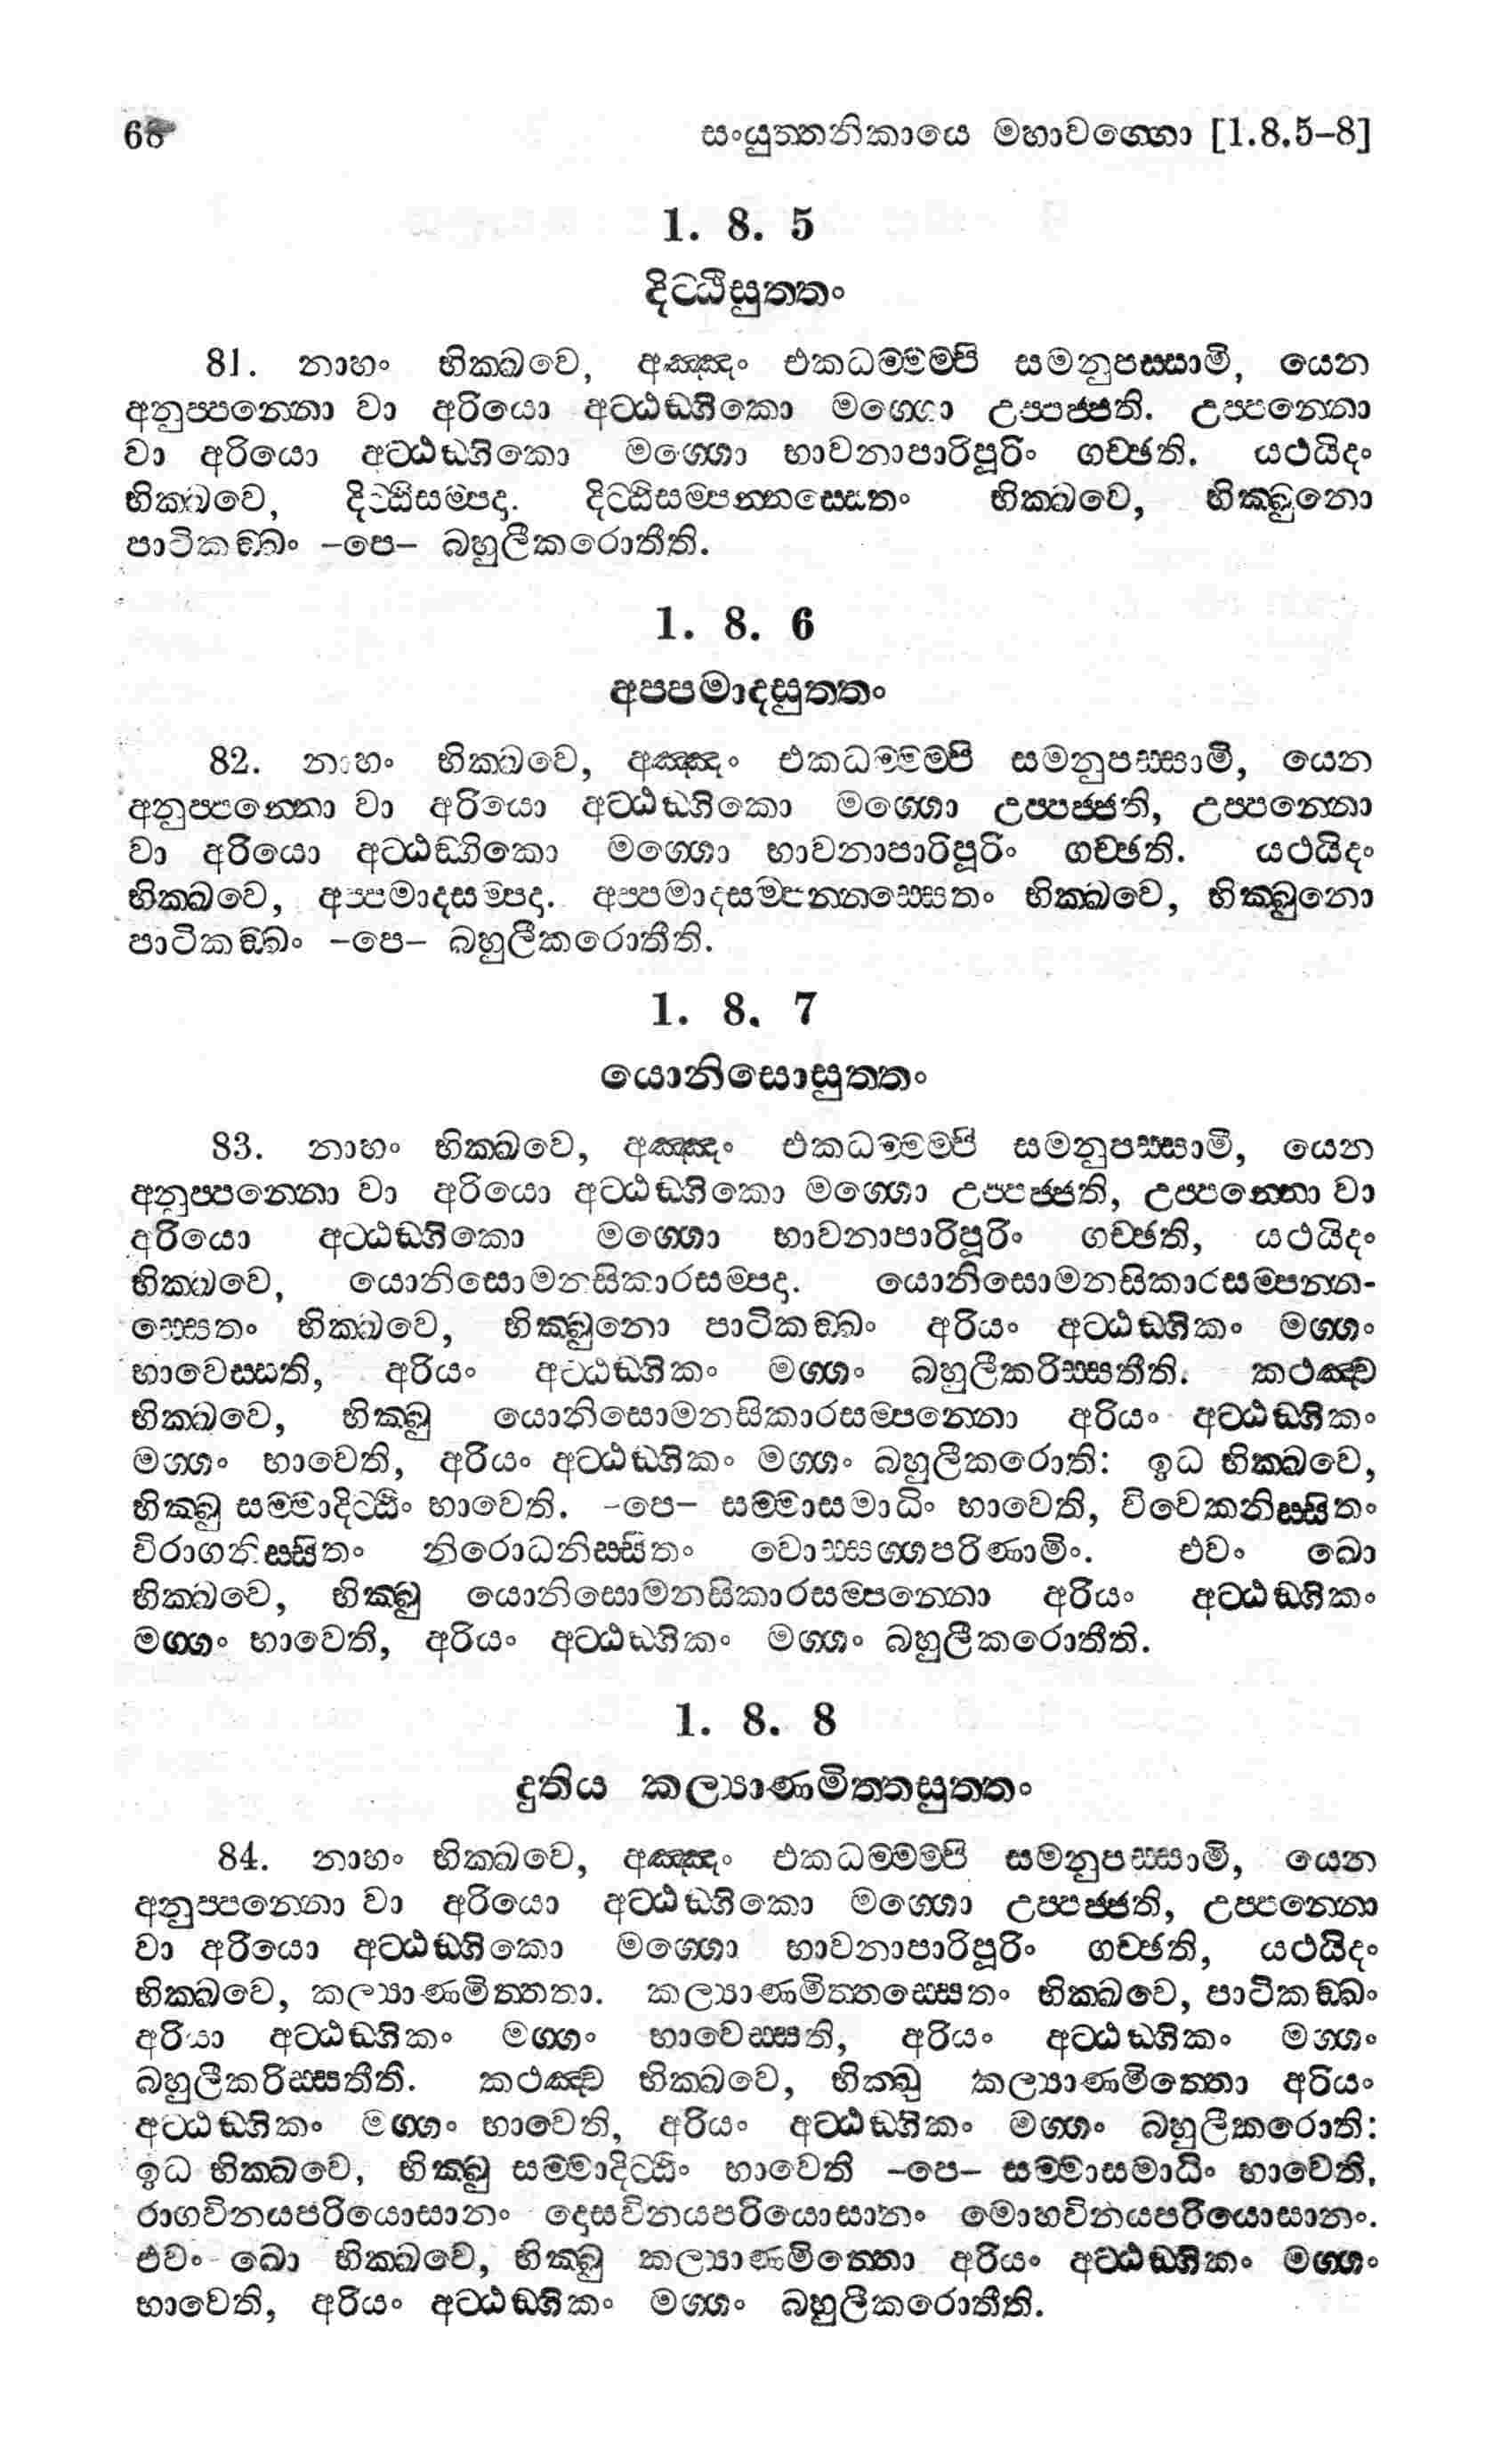 68 සංයුත්තනිකායෙ මහාවග්ගො [1.8.5–8]
1. 8. 5
දිට්ඨිසුත්තං
81. නාහං භික්ඛවෙ, අඤ්ඤං එකධම්මම්පි සමනුපස්සාමි, යෙන
අනුප්පන්නො වා අරියො අට්ඨඞ්ගිකො මග්ගො උප්පජ්ජති. උප්පන්නො
වා අරියො අට්ඨඞ්ගිකො මග්ගො භාවනාපාරිපූරිං ගච්ඡති. යථයිදං
භික්ඛවෙ, දිට්ඨිසම්පදා. දිට්ඨිසම්පන්නස්සෙතං භික්ඛවෙ, භික්ඛුනො
පාටිකඞ්ඛං –පෙ– බහුලීකරොතීති.
1. 8. 6
අප්පමාදසුත්තං
82. නාහං භික්ඛවෙ, අඤ්ඤං එකධම්මම්පි සමනුපස්සාමි, යෙන
අනුප්පන්නො වා අරියො අට්ඨඞ්ගිකො මග්ගො උප්පජ්ජති, උප්පන්නො
වා අරියො අට්ඨඞ්ගිකො මග්ගො භාවනාපාරිපූරිං ගච්ඡති. යථයිදං
භික්ඛවෙ, අප්පමාදසම්පදා. අප්පමාදසම්පන්නස්සෙතං භික්ඛවෙ, භික්ඛුනො
පාටිකඞ්ඛං –පෙ– බහුලීකරොතීති.
1. 8. 7
යොනිසොසුත්තං
83. නාහං භික්ඛවෙ, අඤ්ඤං එකධම්මම්පි සමනුපස්සාමි, යෙන
අනුප්පන්නො වා අරියො අට්ඨඞ්ගිකො මග්ගො උප්පජ්ජති, උප්පන්නො වා
අරියො අට්ඨඞ්ගිකො මග්ගො භාවනාපාරිපූරිං ගච්ඡති, යථයිදං
භික්ඛවෙ, යොනිසොමනසිකාරසම්පදා. යොනිසොමනසිකාරසම්පන්න-
ස්සෙතං භික්ඛවෙ, භික්ඛුනො පාටිකඞ්ඛං අරියං අට්ඨඞ්ගිකං මග්ගං
භාවෙස්සති, අරියං අට්ඨඞ්ගිකං මග්ගං බහුලීකරිස්සතීති. කථඤ්ච
භික්ඛවෙ, භික්ඛු යොනිසොමනසිකාරසම්පන්නො අරියං අට්ඨඞ්ගිකං
මග්ගං භාවෙති, අරියං අට්ඨඞ්ගිකං මග්ගං බහුලීකරොති: ඉධ භික්ඛවෙ,
භික්ඛු සම්මාදිට්ඨිං භාවෙති. –පෙ– සම්මාසමාධිං භාවෙති, විවෙකනිස්සිතං
විරාගනිස්සිතං නිරොධනිස්සිතං වොස්සග්ගපරිණාමිං. එවං ඛො
භික්ඛවෙ, භික්ඛු යොනිසොමනසිකාරසම්පන්නො අරියං අට්ඨඞ්ගිකං
මග්ගං භාවෙති, අරියං අට්ඨඞ්ගිකං මග්ගං බහුලීකරොතීති.
1. 8. 8
දුතිය කල්‍යාණමිත්තසුත්තං
84. නාහං භික්ඛවෙ, අඤ්ඤං එකධම්මම්පි සමනුපස්සාමි, යෙන
අනුප්පන්නො වා අරියො අට්ඨඞ්ගිකො මග්ගො උප්පජ්ජති, උප්පන්නො
වා අරියො අට්ඨඞ්ගිකො මග්ගො භාවනාපාරිපූරිං ගච්ඡති, යථයිදං
භික්ඛවෙ, කල්‍යාණමිත්තතා. කල්‍යාණමිත්තස්සෙතං භික්ඛවෙ, පාටිකඞ්ඛං
අරියා අට්ඨඞ්ගිකං මග්ගං භාවෙස්සති, අරියං අට්ඨඞ්ගිකං මග්ගං
බහුලීකරිස්සතීති. කථඤ්ච භික්ඛවෙ, භික්ඛු කල්‍යාණමිත්තො අරියං
අට්ඨඞ්ගිකං මග්ගං භාවෙති, අරියං අට්ඨඞ්ගිකං මග්ගං බහුලීකරොති:
ඉධ භික්ඛවෙ, භික්ඛු සම්මාදිට්ඨිං භාවෙති –පෙ– සම්මාසමාධිං භාවෙති,
රාගවිනයපරියොසානං දොසවිනයපරියොසානං මොහවිනයපරියොසානං.
එවං ඛො භික්ඛවෙ, භික්ඛු කල්‍යාණමිත්තො අරියං අට්ඨඞ්ගිකං මග්ගං
භාවෙති, අරියං අට්ඨඞ්ගිකං මග්ගං බහුලීකරොතීති.